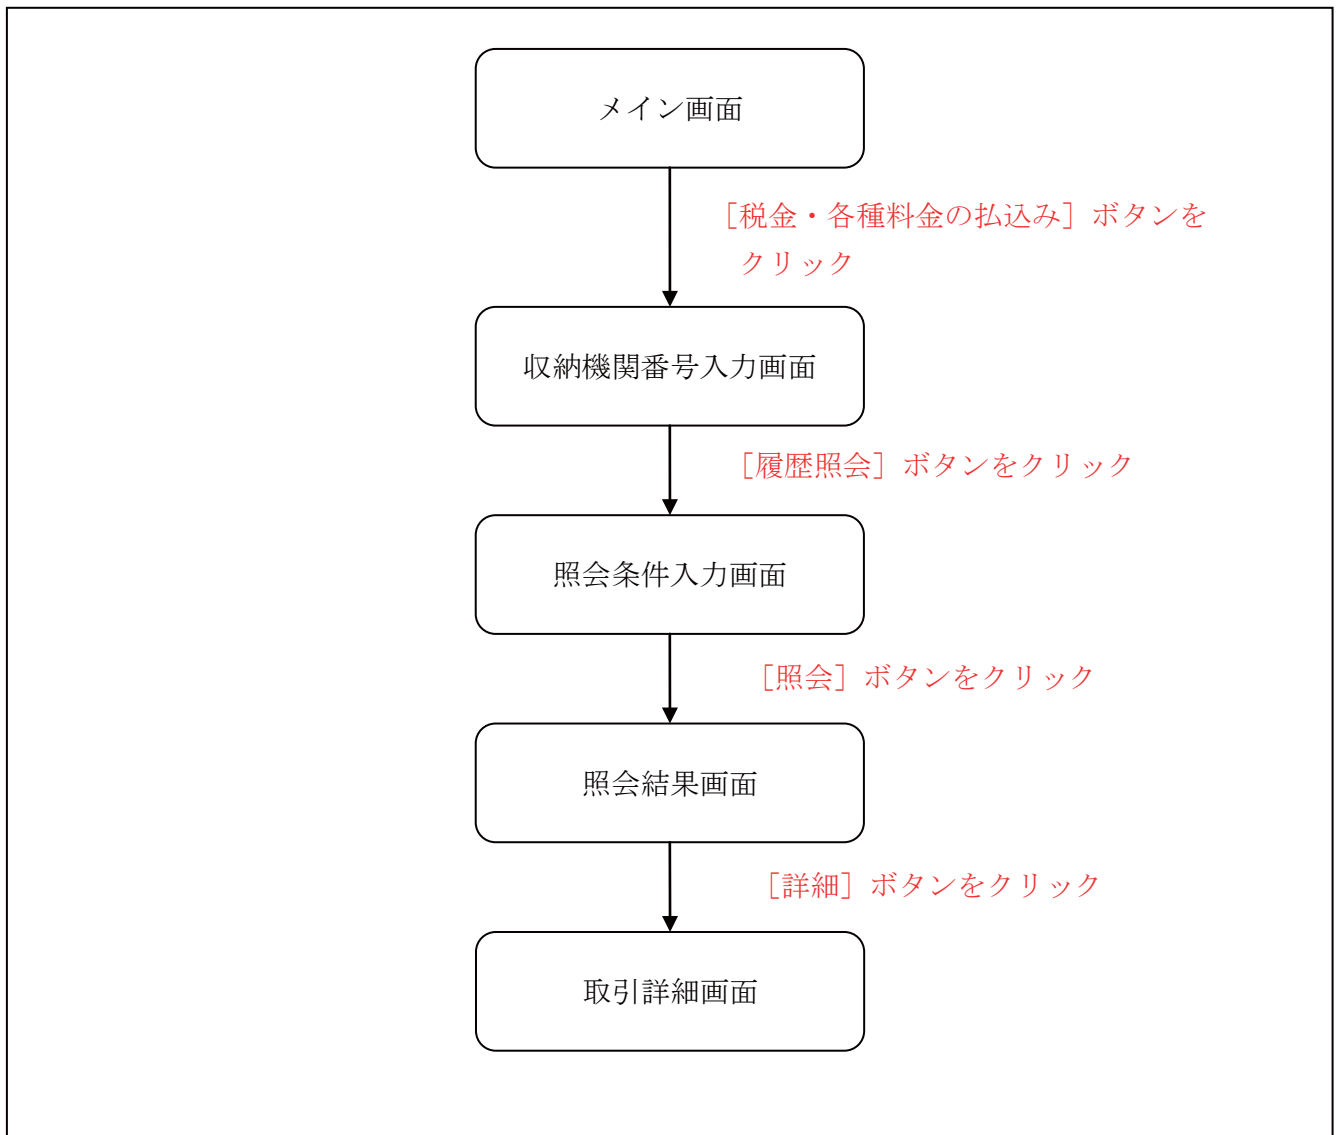 メイン画面
［税金・各種料金の払込み］ボタンを
クリック
収納機関番号入力画面
［履歴照会］ボタンをクリック
照会条件入力画面
［照会］ボタンをクリック
照会結果画面
［詳細］ボタンをクリック
取引詳細画面